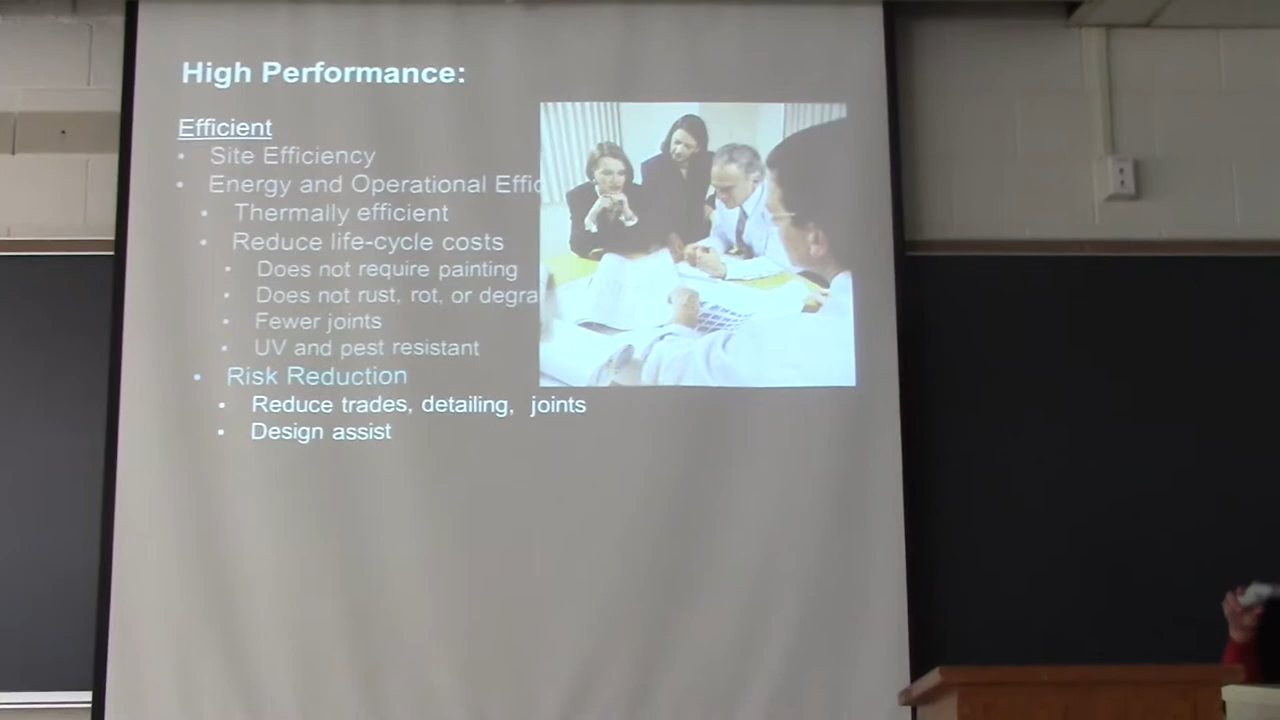 High Performance:
Efficient
• Site Efficiency
• Energy and Operational Effic
• Thermally efficient
• Reduce life-cycle costs
• Does not require painting
• Does not rust, rot, or degra
• Fewer joints
• UV and pest resistant
• Risk Reduction
• Reduce trades, detailing, joints
• Design assist